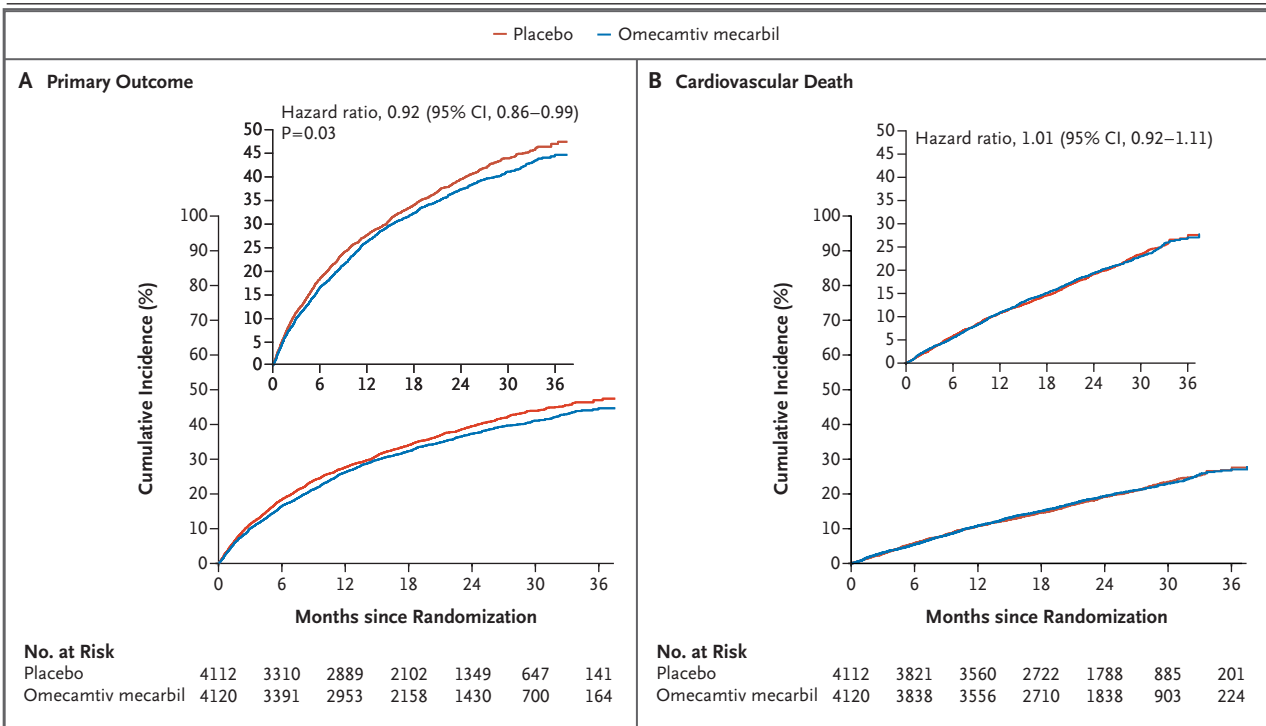 Placebo Omecamtiv mecarbil
A Primary Outcome
Hazard ratio, 0.92 (95% CI, 0.86–0.99)
P=0.03
50
45
40
35
30
25
20
15
10
5
0
0 6 12 18 24 30 36
Cumulative Incidence (%)
100
90
80
70
60
50
40
30
20
10
0
0 6 12 18 24 30 36
Months since Randomization
No. at Risk
Placebo 4112 3310 2889 2102 1349 647 141
Omecamtiv mecarbil 4120 3391 2953 2158 1430 700 164
B Cardiovascular Death
Hazard ratio, 1.01 (95% CI, 0.92–1.11)
50
45
40
35
30
25
20
15
10
5
0
0 6 12 18 24 30 36
Cumulative Incidence (%)
100
90
80
70
60
50
40
30
20
10
0
0 6 12 18 24 30 36
Months since Randomization
No. at Risk
Placebo 4112 3821 3560 2722 1788 885 201
Omecamtiv mecarbil 4120 3838 3556 2710 1838 903 224